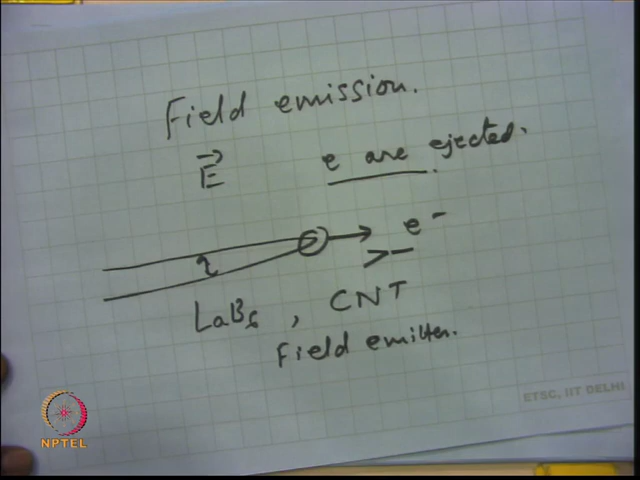 Field emission.
E e are ejected.
e -
LaB6, CNT
Field emitter.
ETSC, IIT DELHI
NPTEL